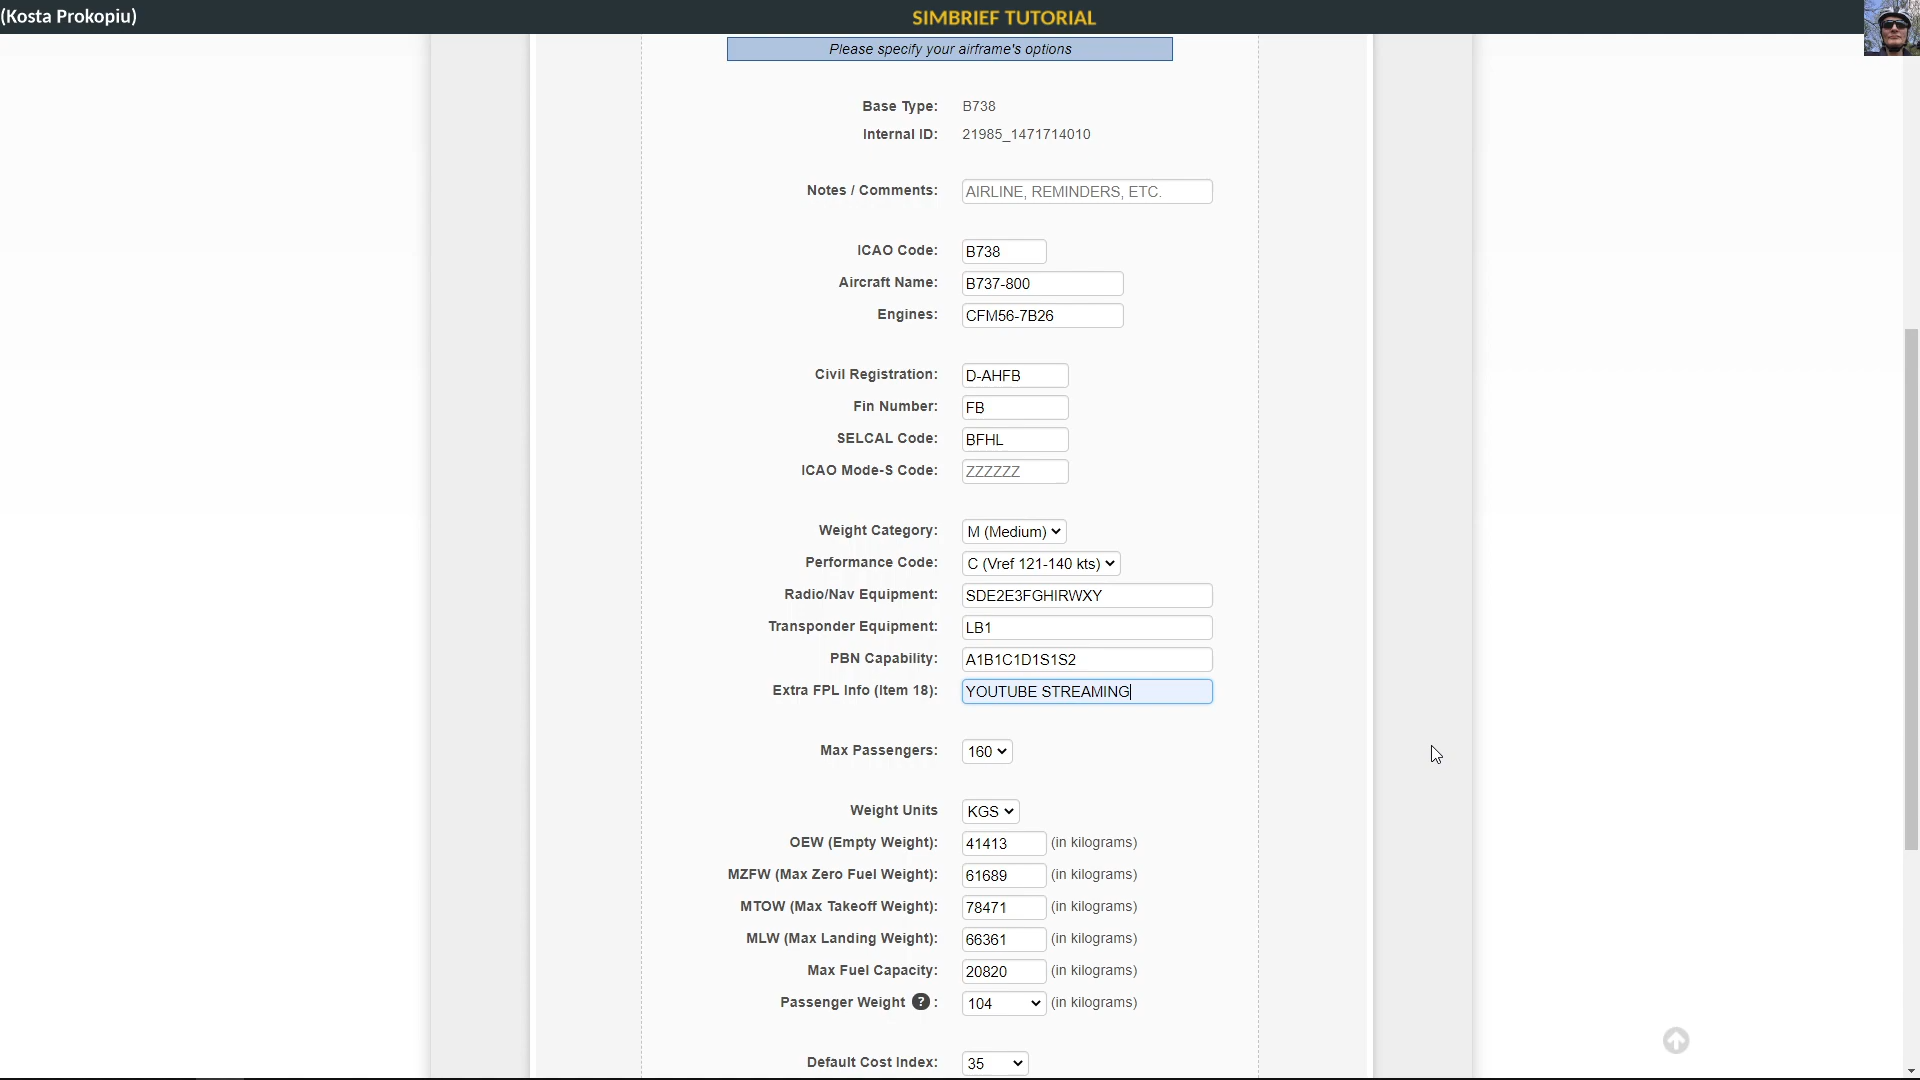 (Kosta Prokopiu)
SIMBRIEF TUTORIAL
Please specify your airframe's options
Base Type: B738
Internal ID: 21985_1471714010
Notes / Comments: AIRLINE, REMINDERS, ETC.
ICAO Code: B738
Aircraft Name: B737-800
Engines: CFM56-7B26
Civil Registration: D-AHFB
Fin Number: FB
SELCAL Code: BFHL
ICAO Mode-S Code: ZZZZZZ
Weight Category: M (Medium)
Performance Code: C (Vref 121-140 kts)
Radio/Nav Equipment: SDE2E3FGHIRWXY
Transponder Equipment: LB1
PBN Capability: A1B1C1D1S1S2
Extra FPL Info (Item 18): YOUTUBE STREAMING
Max Passengers: 160
Weight Units KGS
OEW (Empty Weight): 41413 (in kilograms)
MZFW (Max Zero Fuel Weight): 61689 (in kilograms)
MTOW (Max Takeoff Weight): 78471 (in kilograms)
MLW (Max Landing Weight): 66361 (in kilograms)
Max Fuel Capacity: 20820 (in kilograms)
Passenger Weight ? : 104 (in kilograms)
Default Cost Index: 35